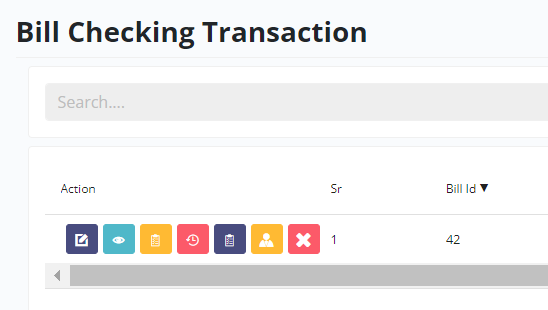 Bill Checking Transaction
Search....
Action Sr Bill Id ▼
1 42